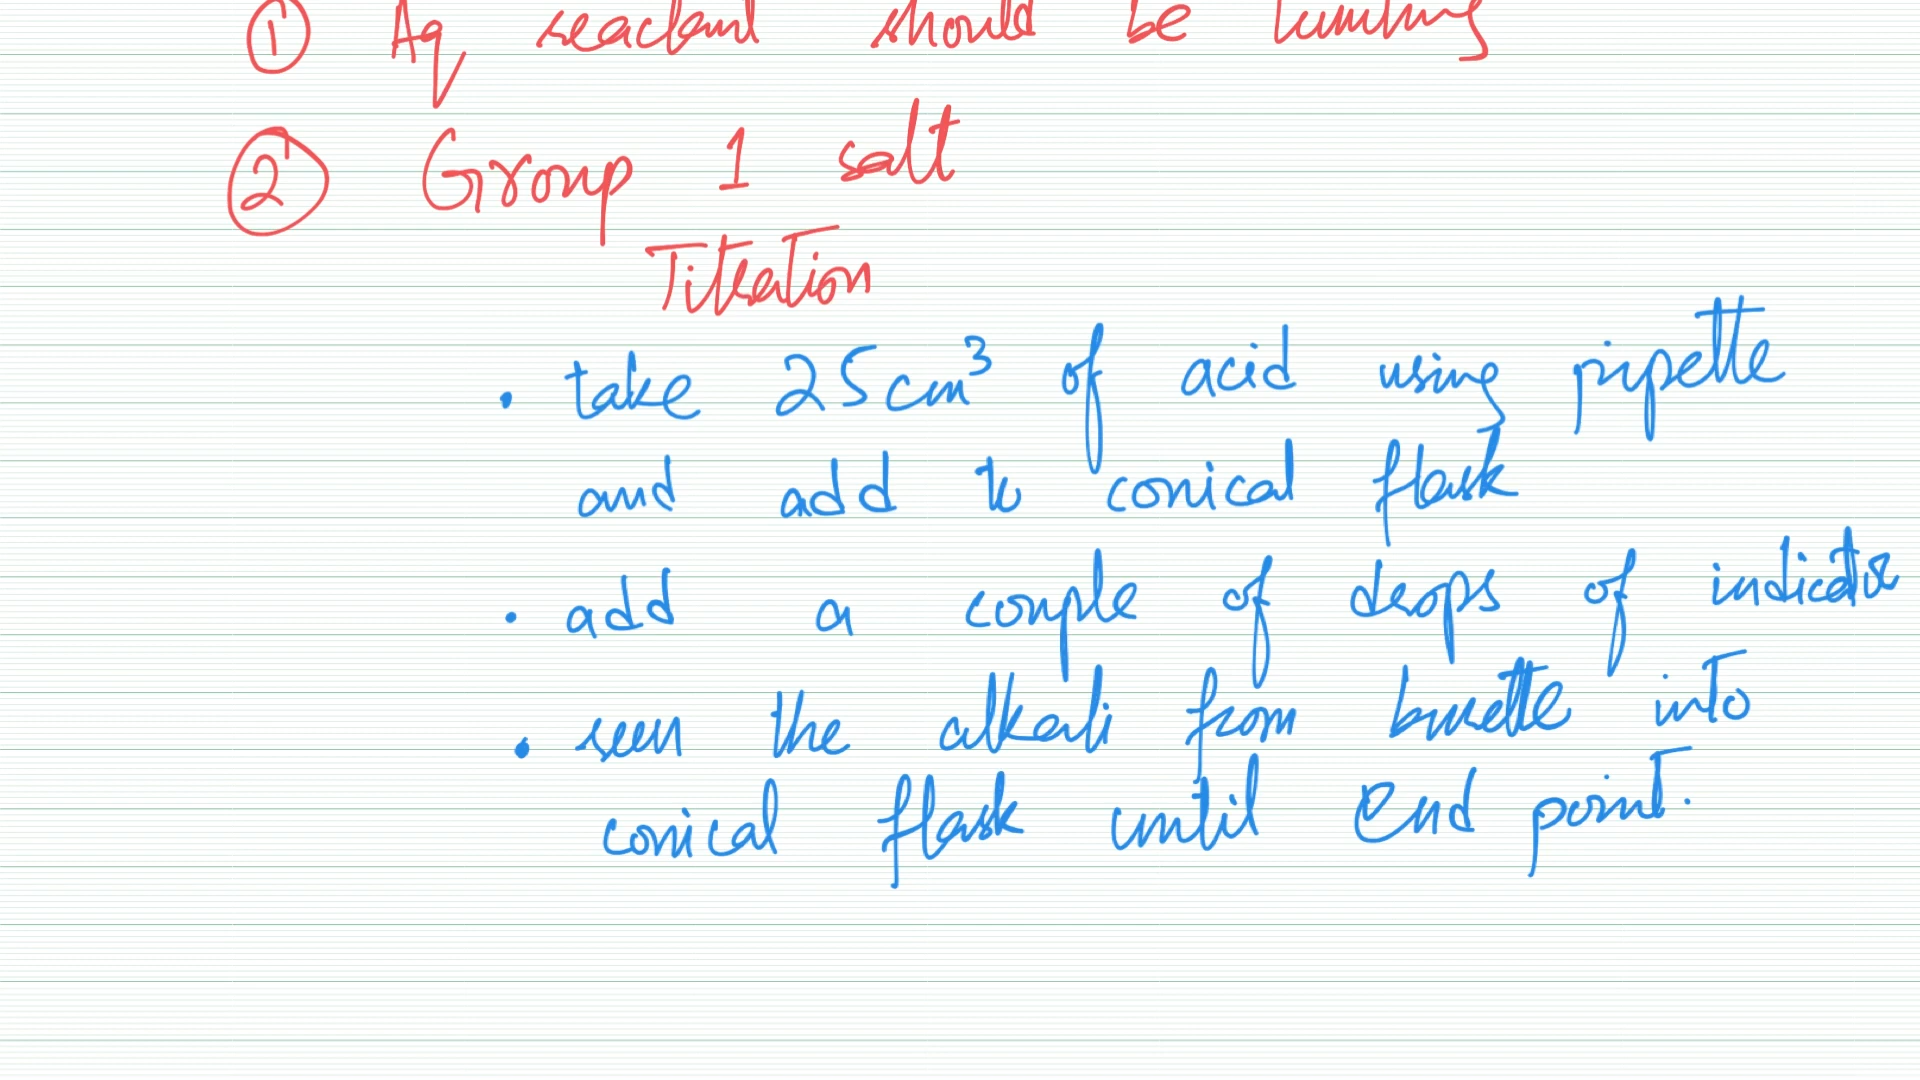 ① Aq reactant should be limiting
② Group 1 salt
Titration
• take 25cm³ of acid using pipette
and add to conical flask
• add a couple of drops of indicator
• run the alkali from burette into
conical flask until end point.